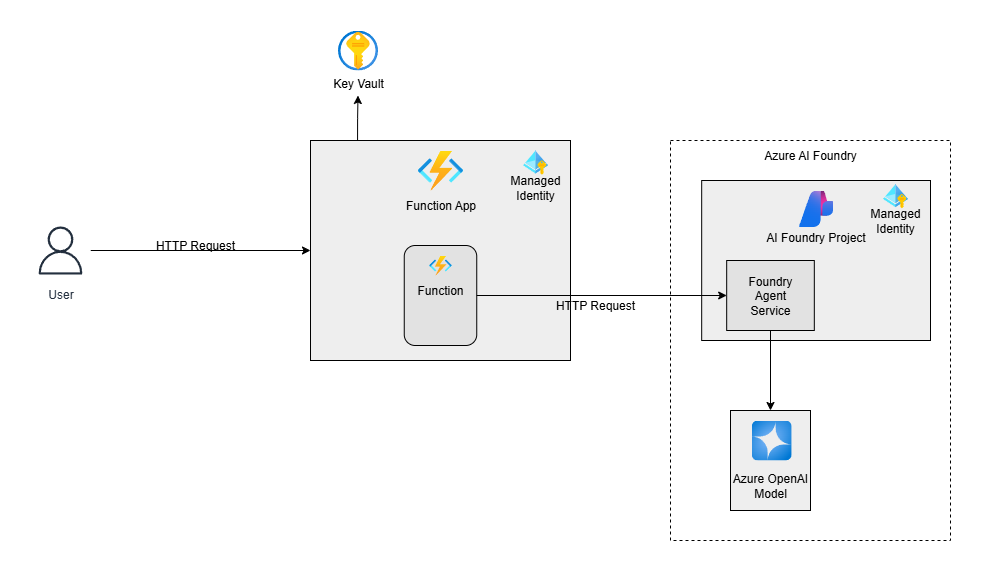 Key Vault
Function App
Managed
Identity
HTTP Request
User
Function
HTTP Request
Azure AI Foundry
AI Foundry Project
Managed
Identity
Foundry
Agent
Service
Azure OpenAI
Model